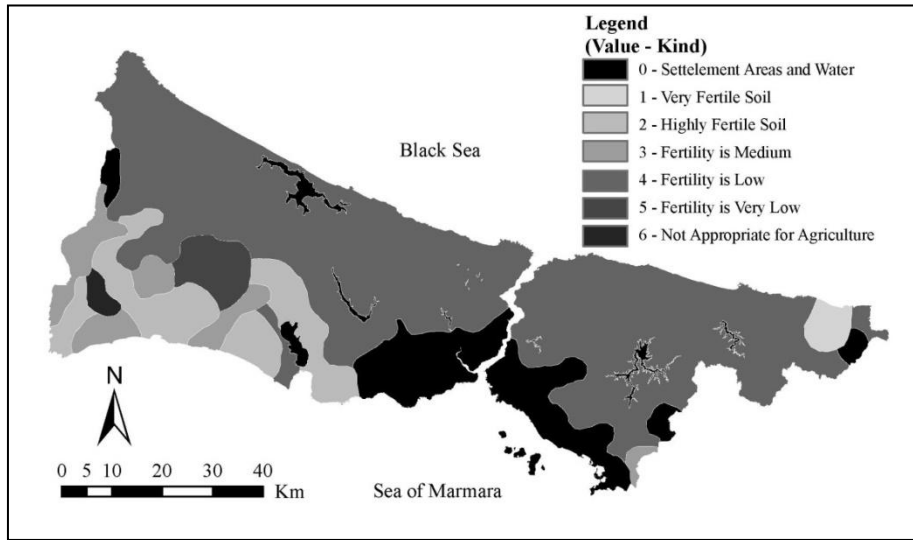 Legend
(Value - Kind)
0 - Settelement Areas and Water
1 - Very Fertile Soil
2 - Highly Fertile Soil
3 - Fertility is Medium
4 - Fertility is Low
5 - Fertility is Very Low
6 - Not Appropriate for Agriculture
Black Sea
N
0 5 10 20 30 40
Km
Sea of Marmara